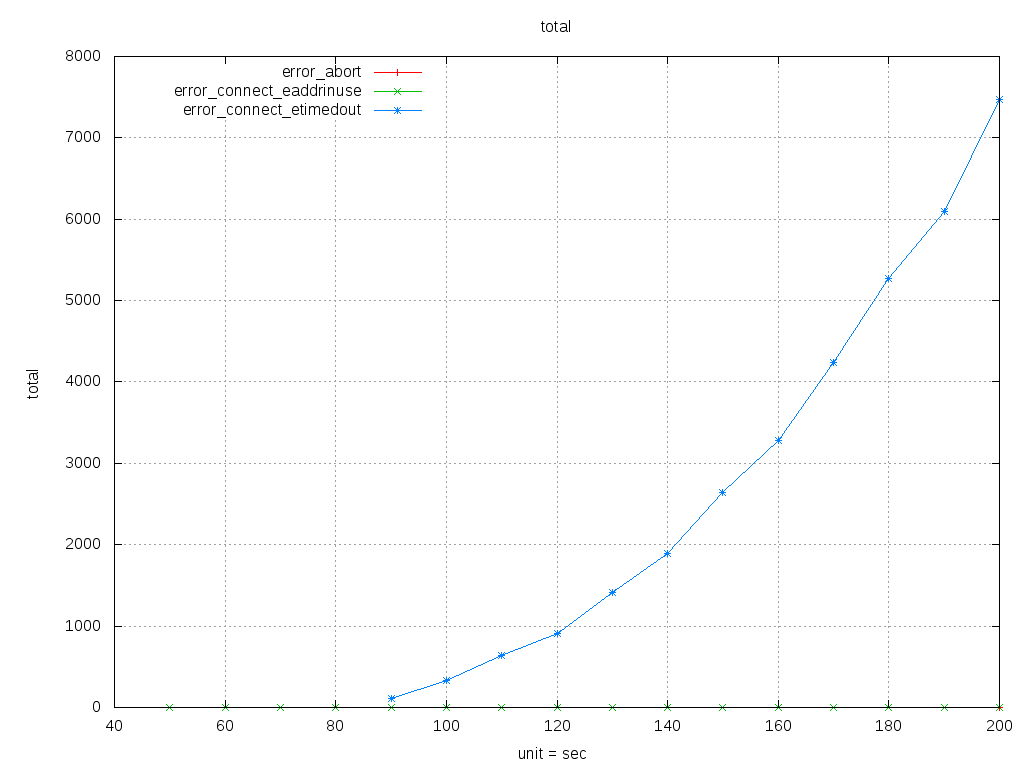 total
8000
7000
6000
5000
4000
3000
2000
1000
0
total
error_abort
error_connect_eaddrinuse
error_connect_etimedout
40 60 80 100 120 140 160 180 200
unit = sec